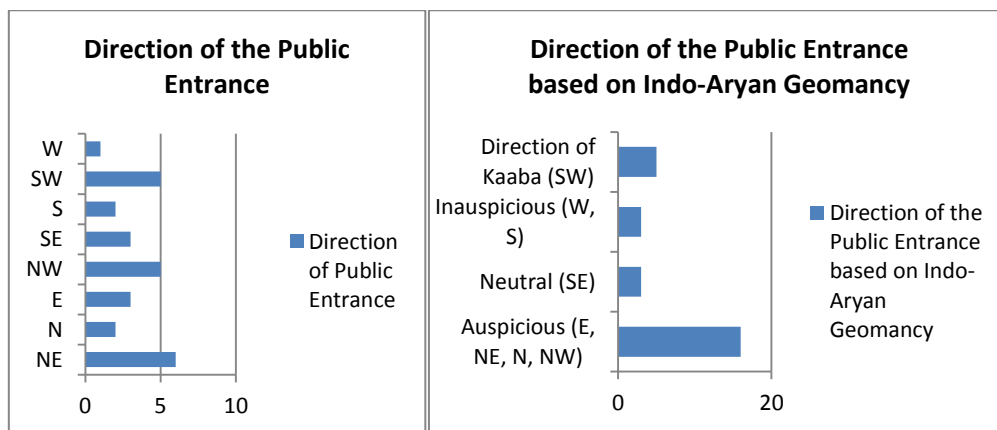 Direction of the Public
Entrance
W
SW
S
SE
NW
E
N
NE
0
5
10
Direction
of Public
Entrance
Direction of the Public Entrance
based on Indo-Aryan Geomancy
Direction of
Kaaba (SW)
Inauspicious (W,
S)
Neutral (SE)
Auspicious (E,
NE, N, NW)
0
20
Direction of the
Public Entrance
based on Indo-
Aryan
Geomancy